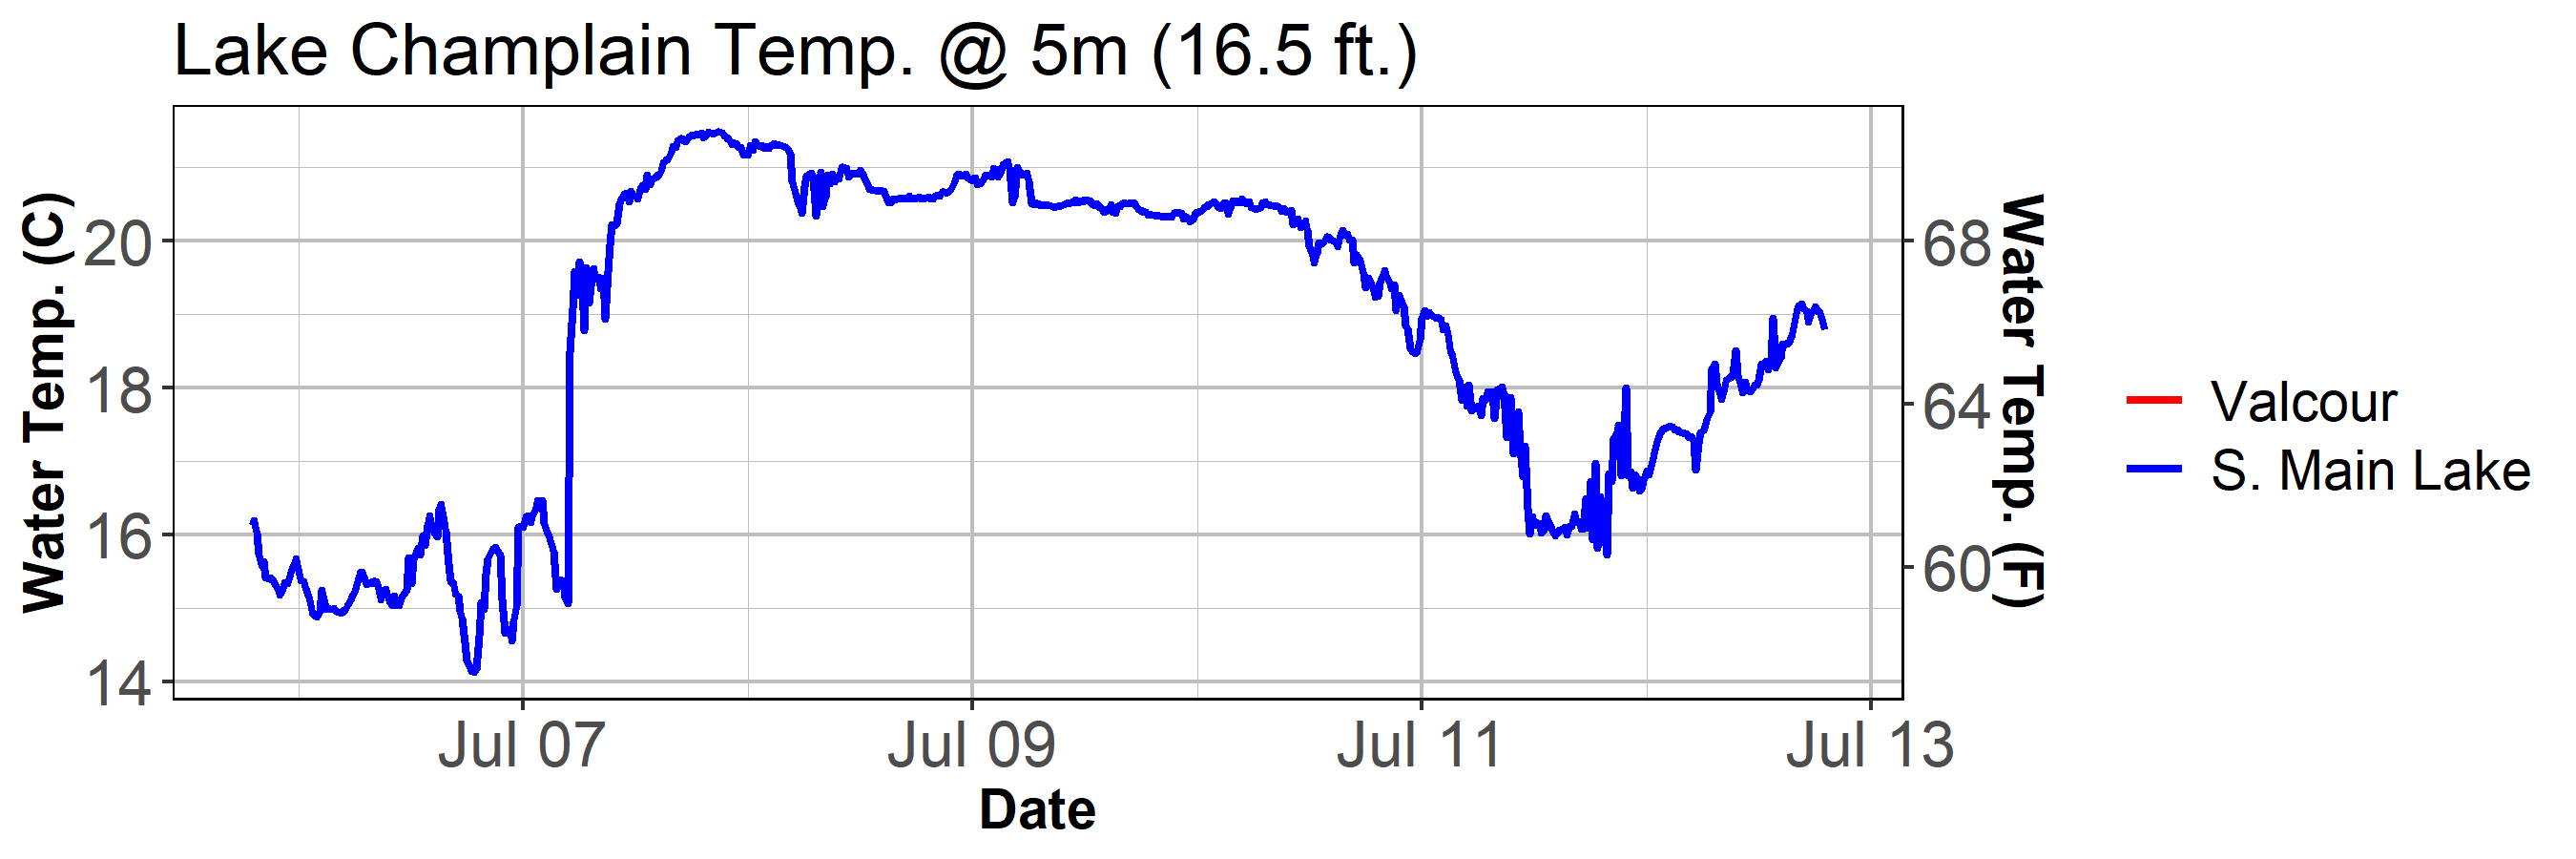 Lake Champlain Temp. @ 5m (16.5 ft.)
Water Temp. (C)
20
18
16
14
68
64
60
Water Temp. (F)
Jul 07
Jul 09
Jul 11
Jul 13
Date
Valcour
S. Main Lake